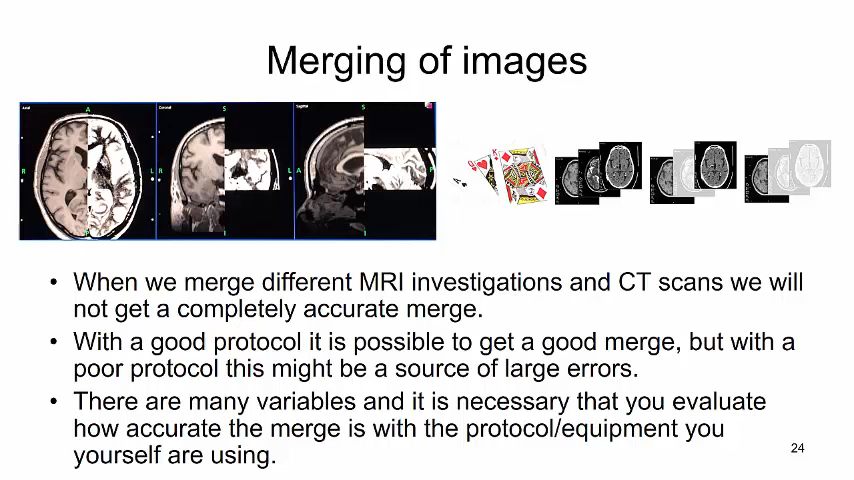 Merging of images
Axial
Coronal
Sagittal
A
S
S
R
L
R
L
A
P
P
I
I
A
Q
K
• When we merge different MRI investigations and CT scans we will
not get a completely accurate merge.
• With a good protocol it is possible to get a good merge, but with a
poor protocol this might be a source of large errors.
• There are many variables and it is necessary that you evaluate
how accurate the merge is with the protocol/equipment you
yourself are using.
24